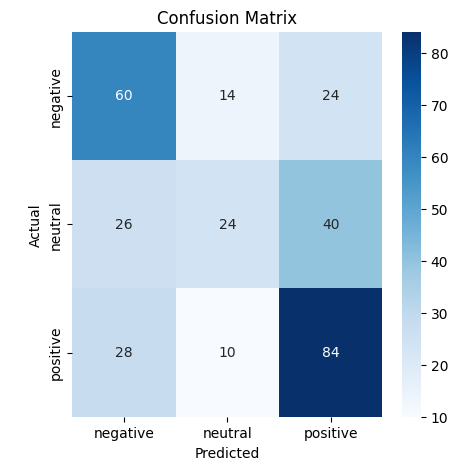 Confusion Matrix
negative
60
14
24
80
70
60
Actual
neutral
26
24
40
50
40
30
positive
28
10
84
20
10
negative
neutral
positive
Predicted